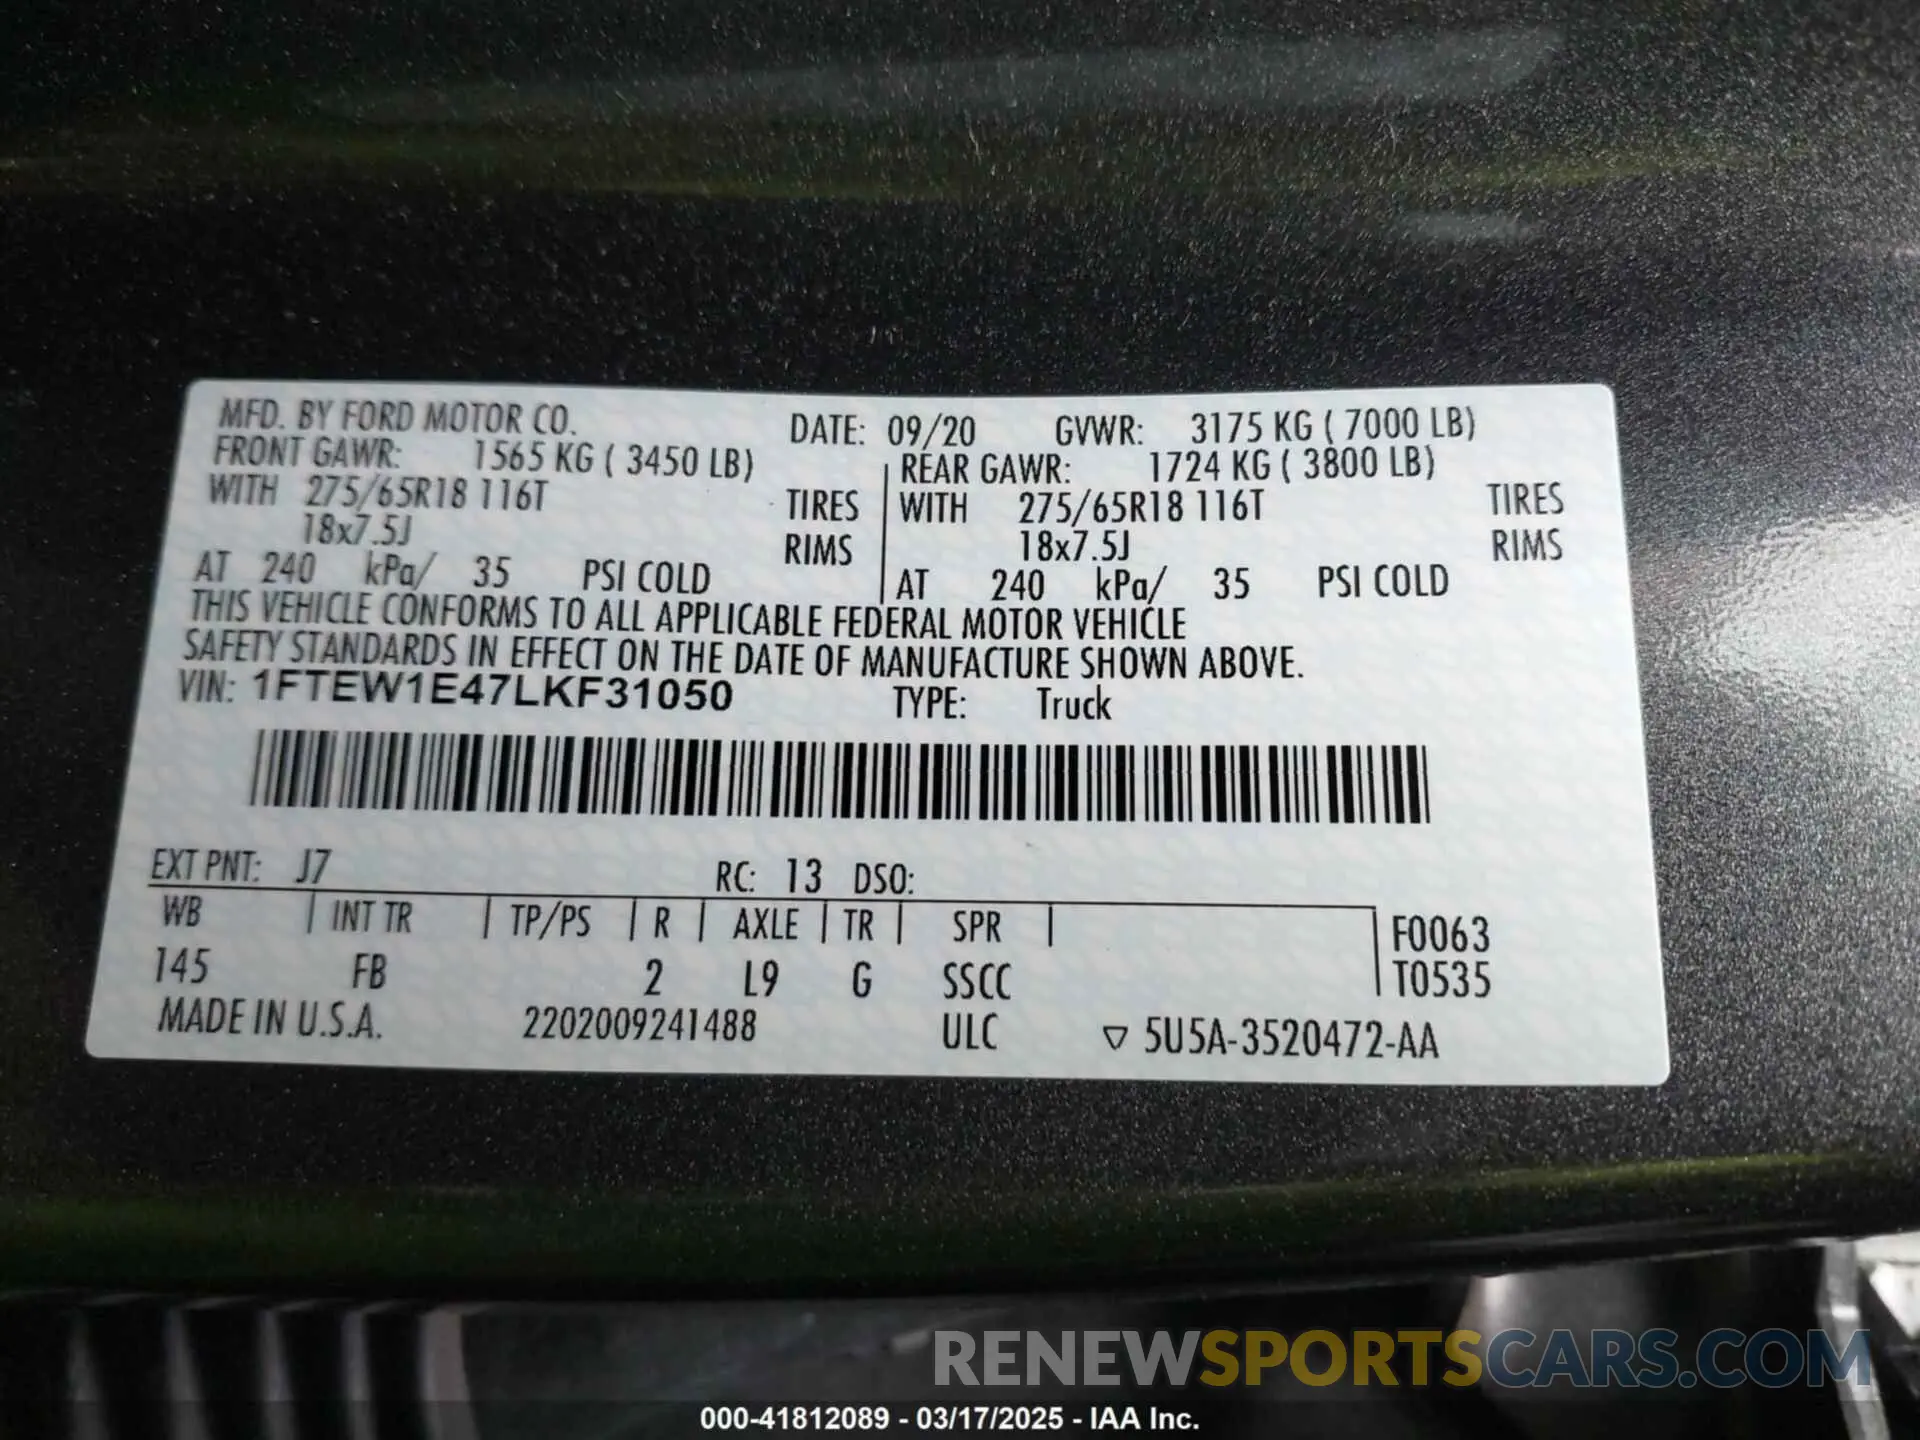 MFD. BY FORD MOTOR CO. DATE: 09/20 GVWR: 3175 KG ( 7000 LB)
FRONT GAWR: 1565 KG ( 3450 LB) REAR GAWR: 1724 KG ( 3800 LB)
WITH 275/65R18 116T TIRES WITH 275/65R18 116T TIRES
18x7.5J RIMS 18x7.5J RIMS
AT 240 kPa/ 35 PSI COLD AT 240 kPa/ 35 PSI COLD
THIS VEHICLE CONFORMS TO ALL APPLICABLE FEDERAL MOTOR VEHICLE
SAFETY STANDARDS IN EFFECT ON THE DATE OF MANUFACTURE SHOWN ABOVE.
VIN: 1FTEW1E47LKF31050 TYPE: Truck
EXT PNT: J7 RC: 13 DSO:
WB INT TR TP/PS R AXLE TR SPR F0063
145 FB 2 L9 G SSCC T0535
MADE IN U.S.A. 2202009241488 ULC ▽ 5U5A-3520472-AA
RENEWSPORTSCARS.COM
000-41812089 - 03/17/2025 - IAA Inc.